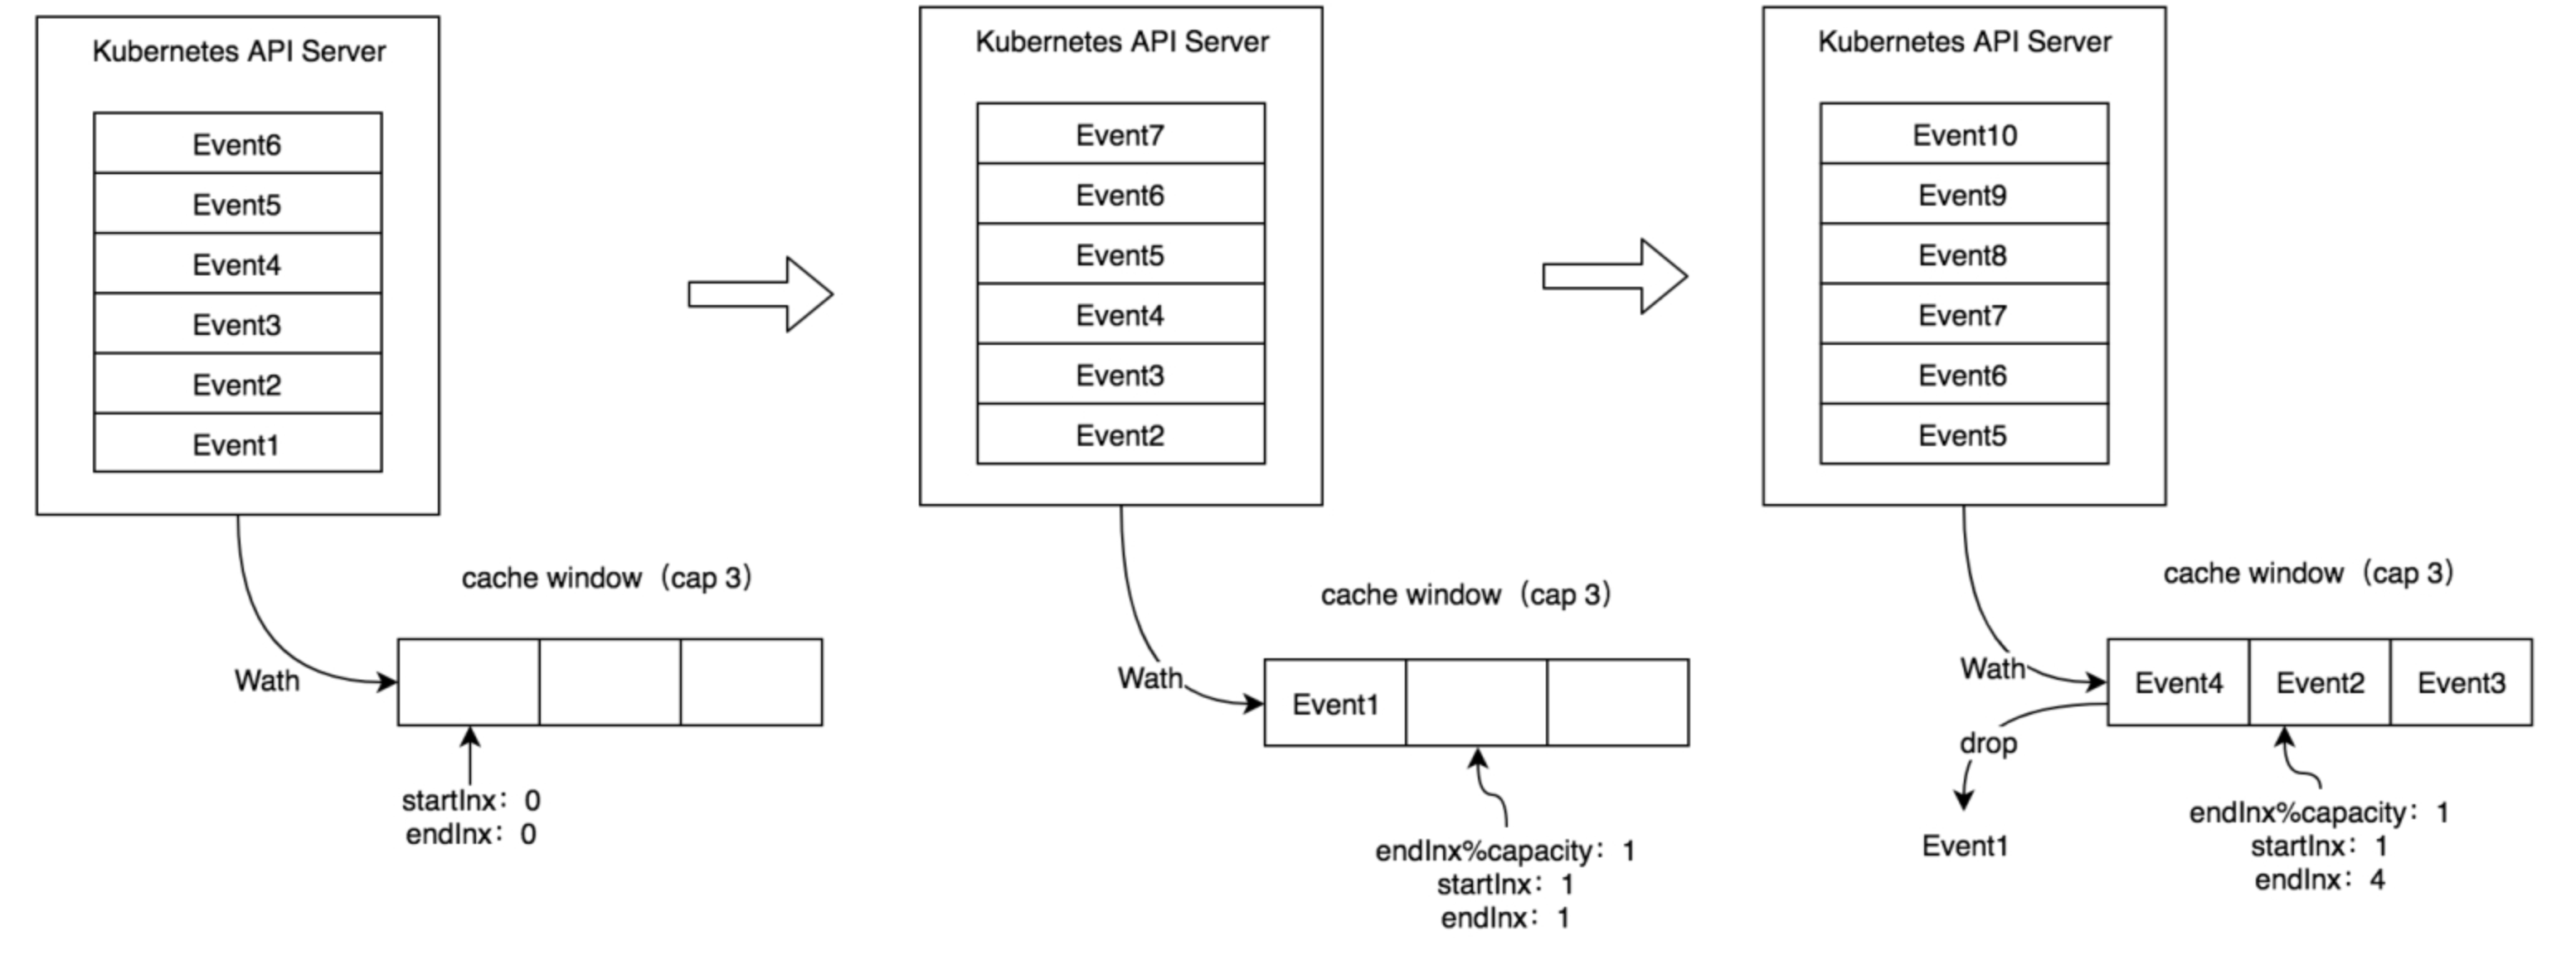 Kubernetes API Server
Event6
Event5
Event4
Event3
Event2
Event1
Wath
cache window（cap 3）
startInx：0
endInx：0
Kubernetes API Server
Event7
Event6
Event5
Event4
Event3
Event2
Wath
cache window（cap 3）
Event1
endInx%capacity：1
startInx：1
endInx：1
Kubernetes API Server
Event10
Event9
Event8
Event7
Event6
Event5
Wath
cache window（cap 3）
Event4 Event2 Event3
drop
Event1
endInx%capacity：1
startInx：1
endInx：4